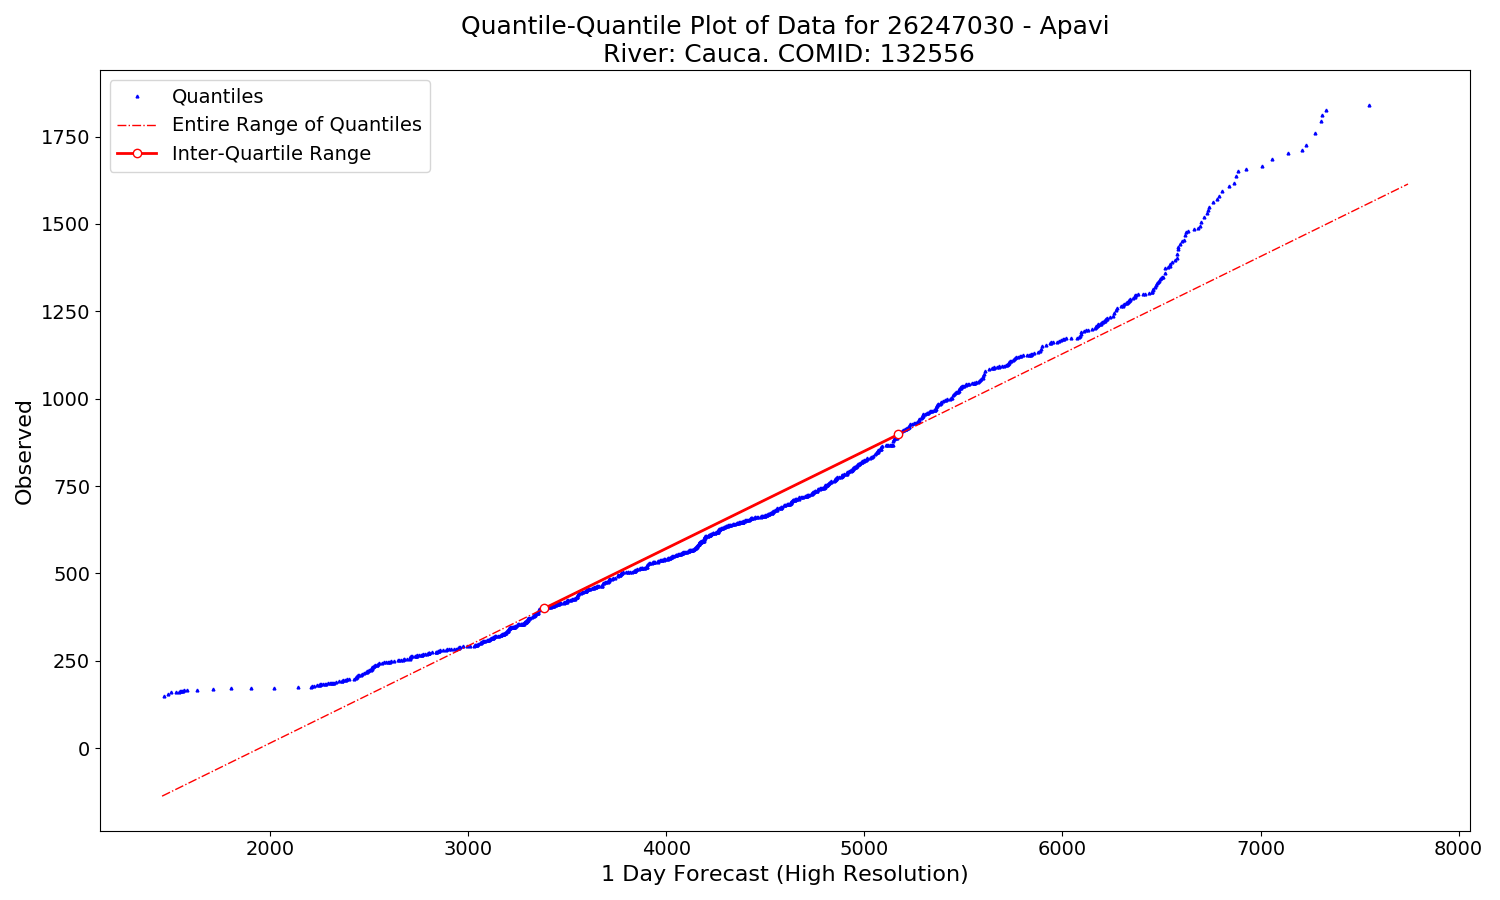 Quantile-Quantile Plot of Data for 26247030 - Apavi
River: Cauca. COMID: 132556
Quantiles
Entire Range of Quantiles
Inter-Quartile Range
1750
1500
1250
1000
750
500
250
0
Observed
2000 3000 4000 5000 6000 7000 8000
1 Day Forecast (High Resolution)